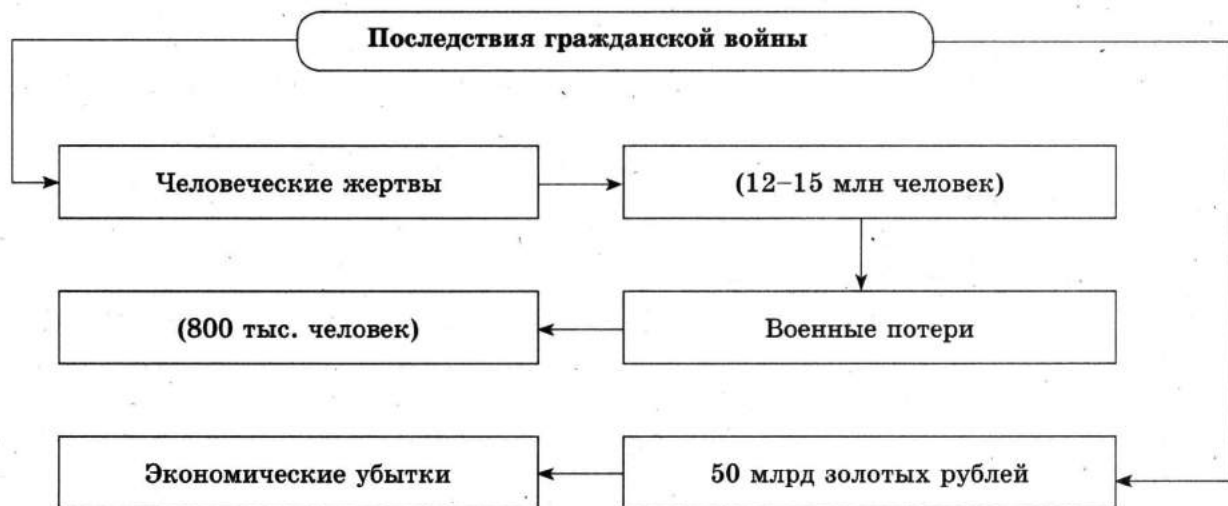 Последствия гражданской войны
Человеческие жертвы
(12–15 млн человек)
(800 тыс. человек)
Военные потери
Экономические убытки
50 млрд золотых рублей